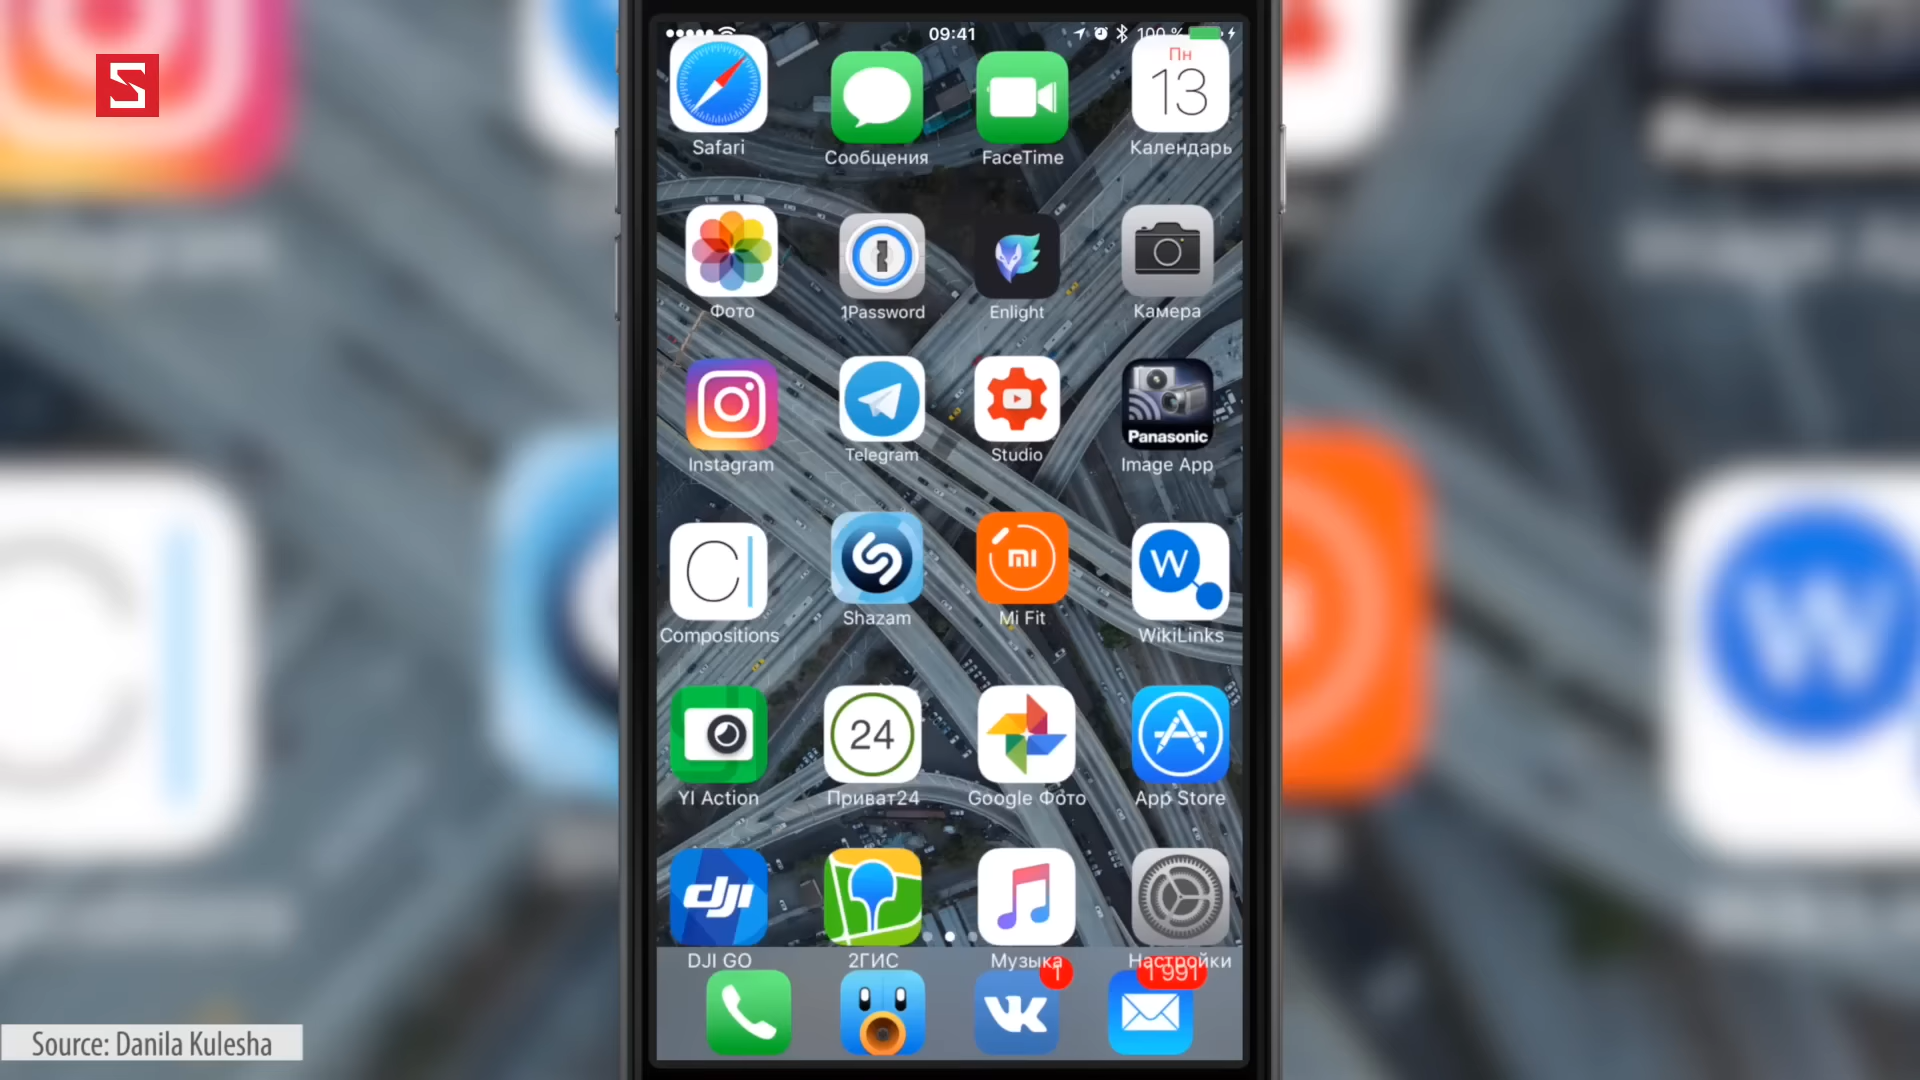 09:41
100 %
Пн
13
Safari
Сообщения
FaceTime
Календарь
Фото
1Password
Enlight
Камера
Panasonic
Instagram
Telegram
Studio
Image App
C
mi
W
Compositions
Shazam
Mi Fit
WikiLinks
24
YI Action
Приват24
Google Фото
App Store
dji
DJI GO
2ГИС
Музыка
Настройки
1
1 991
VK
Source: Danila Kulesha